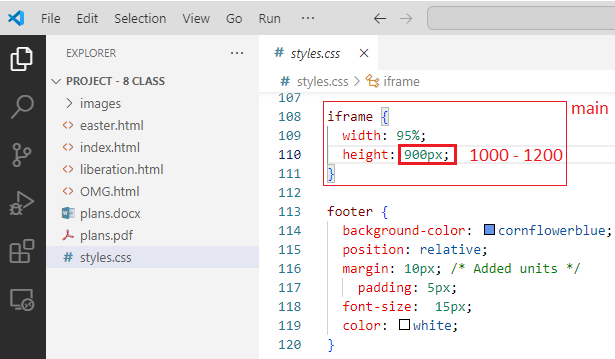 File Edit Selection View Go Run ...
EXPLORER ...
PROJECT - 8 CLASS
images
easter.html
index.html
liberation.html
OMG.html
plans.docx
plans.pdf
# styles.css
# styles.css ×
# styles.css > iframe
107
108 iframe {
main
109 width: 95%;
110 height: 900px; 1000 - 1200
111 }
112
113 footer {
114 background-color: cornflowerblue;
115 position: relative;
116 margin: 10px; /* Added units */
117 padding: 5px;
118 font-size: 15px;
119 color: white;
120 }